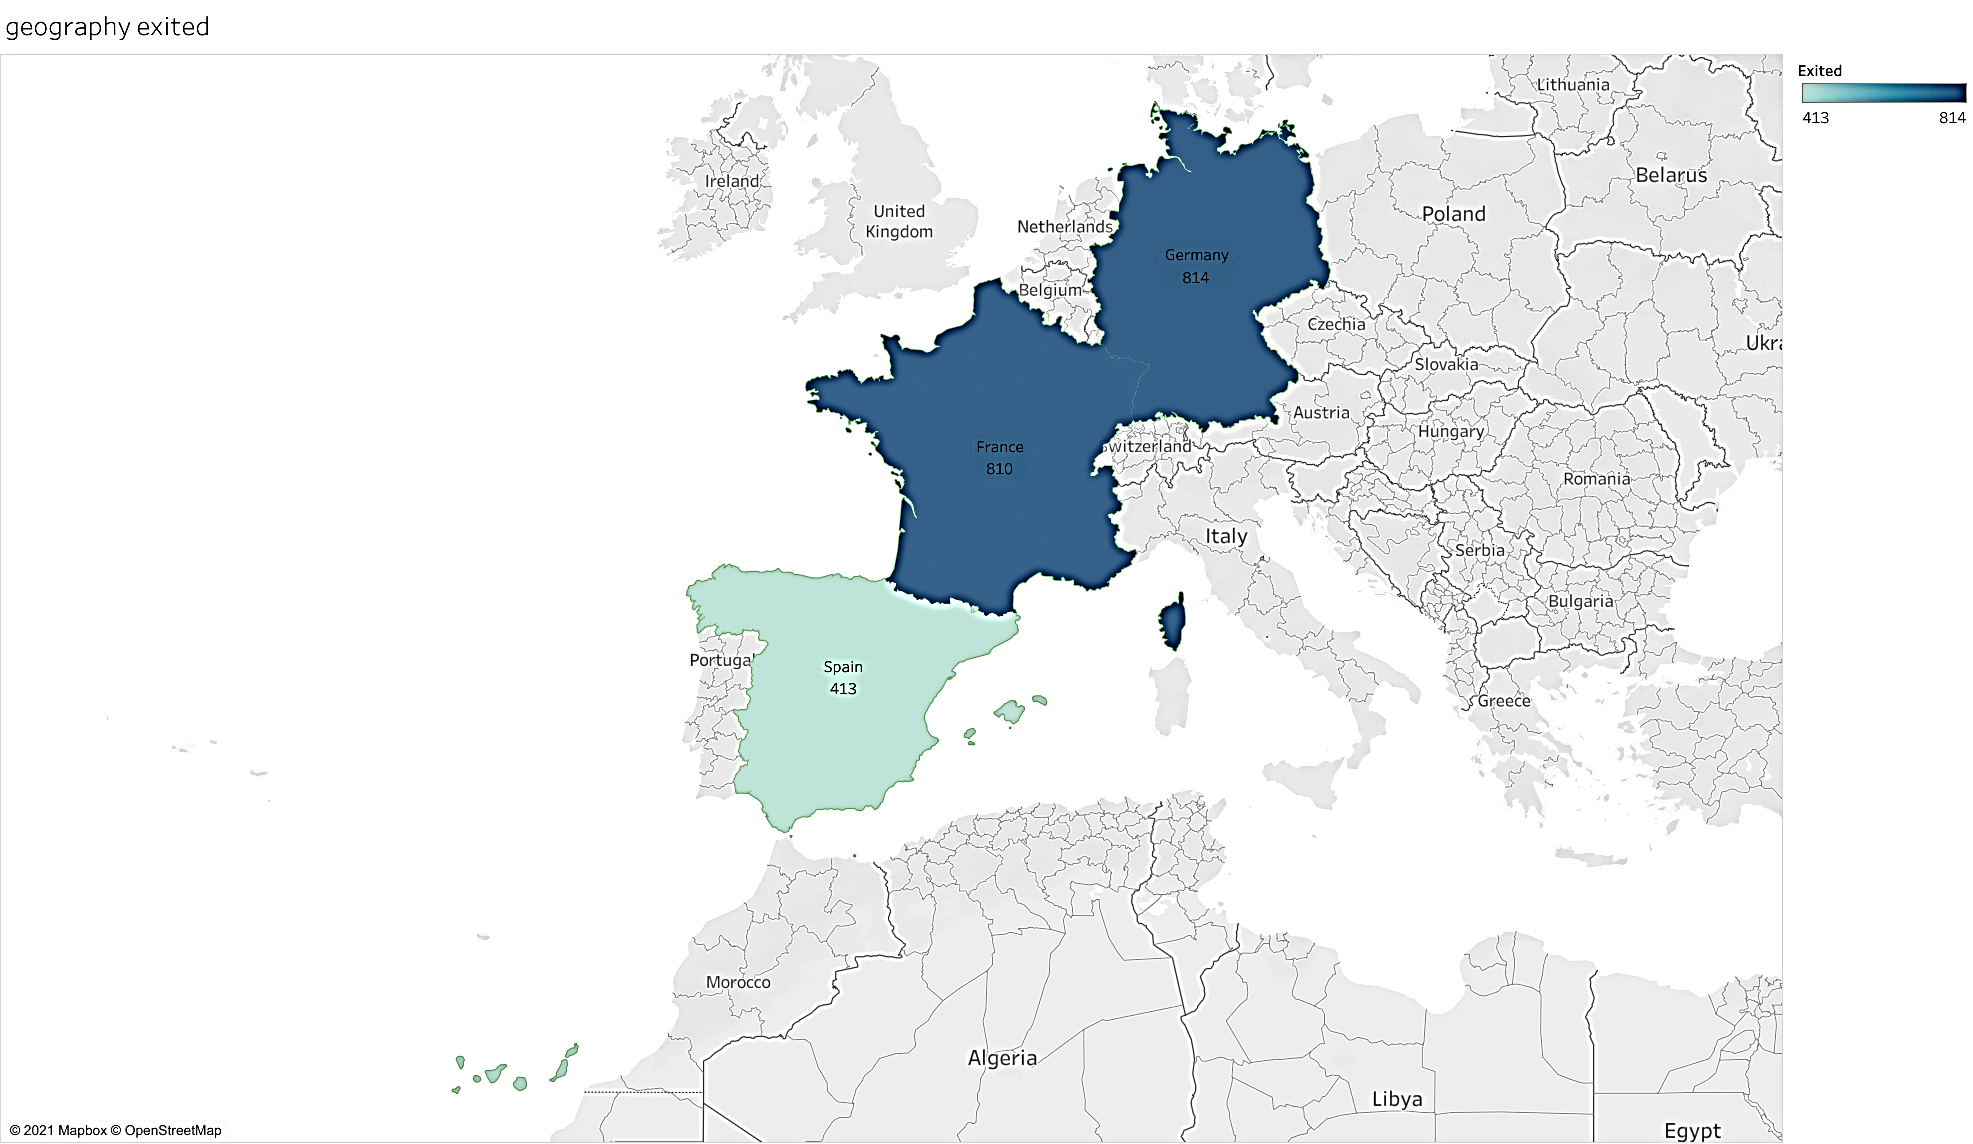 geography exited
Exited
413 814
Lithuania
Belarus
Ireland
United
Kingdom
Poland
Netherlands
Germany
814
Belgium
Czechia
Ukra
Slovakia
Austria
Hungary
France
810
witzerland
Romania
Italy
Serbia
Bulgaria
Portugal
Spain
413
Greece
Morocco
Algeria
Libya
Egypt
© 2021 Mapbox © OpenStreetMap